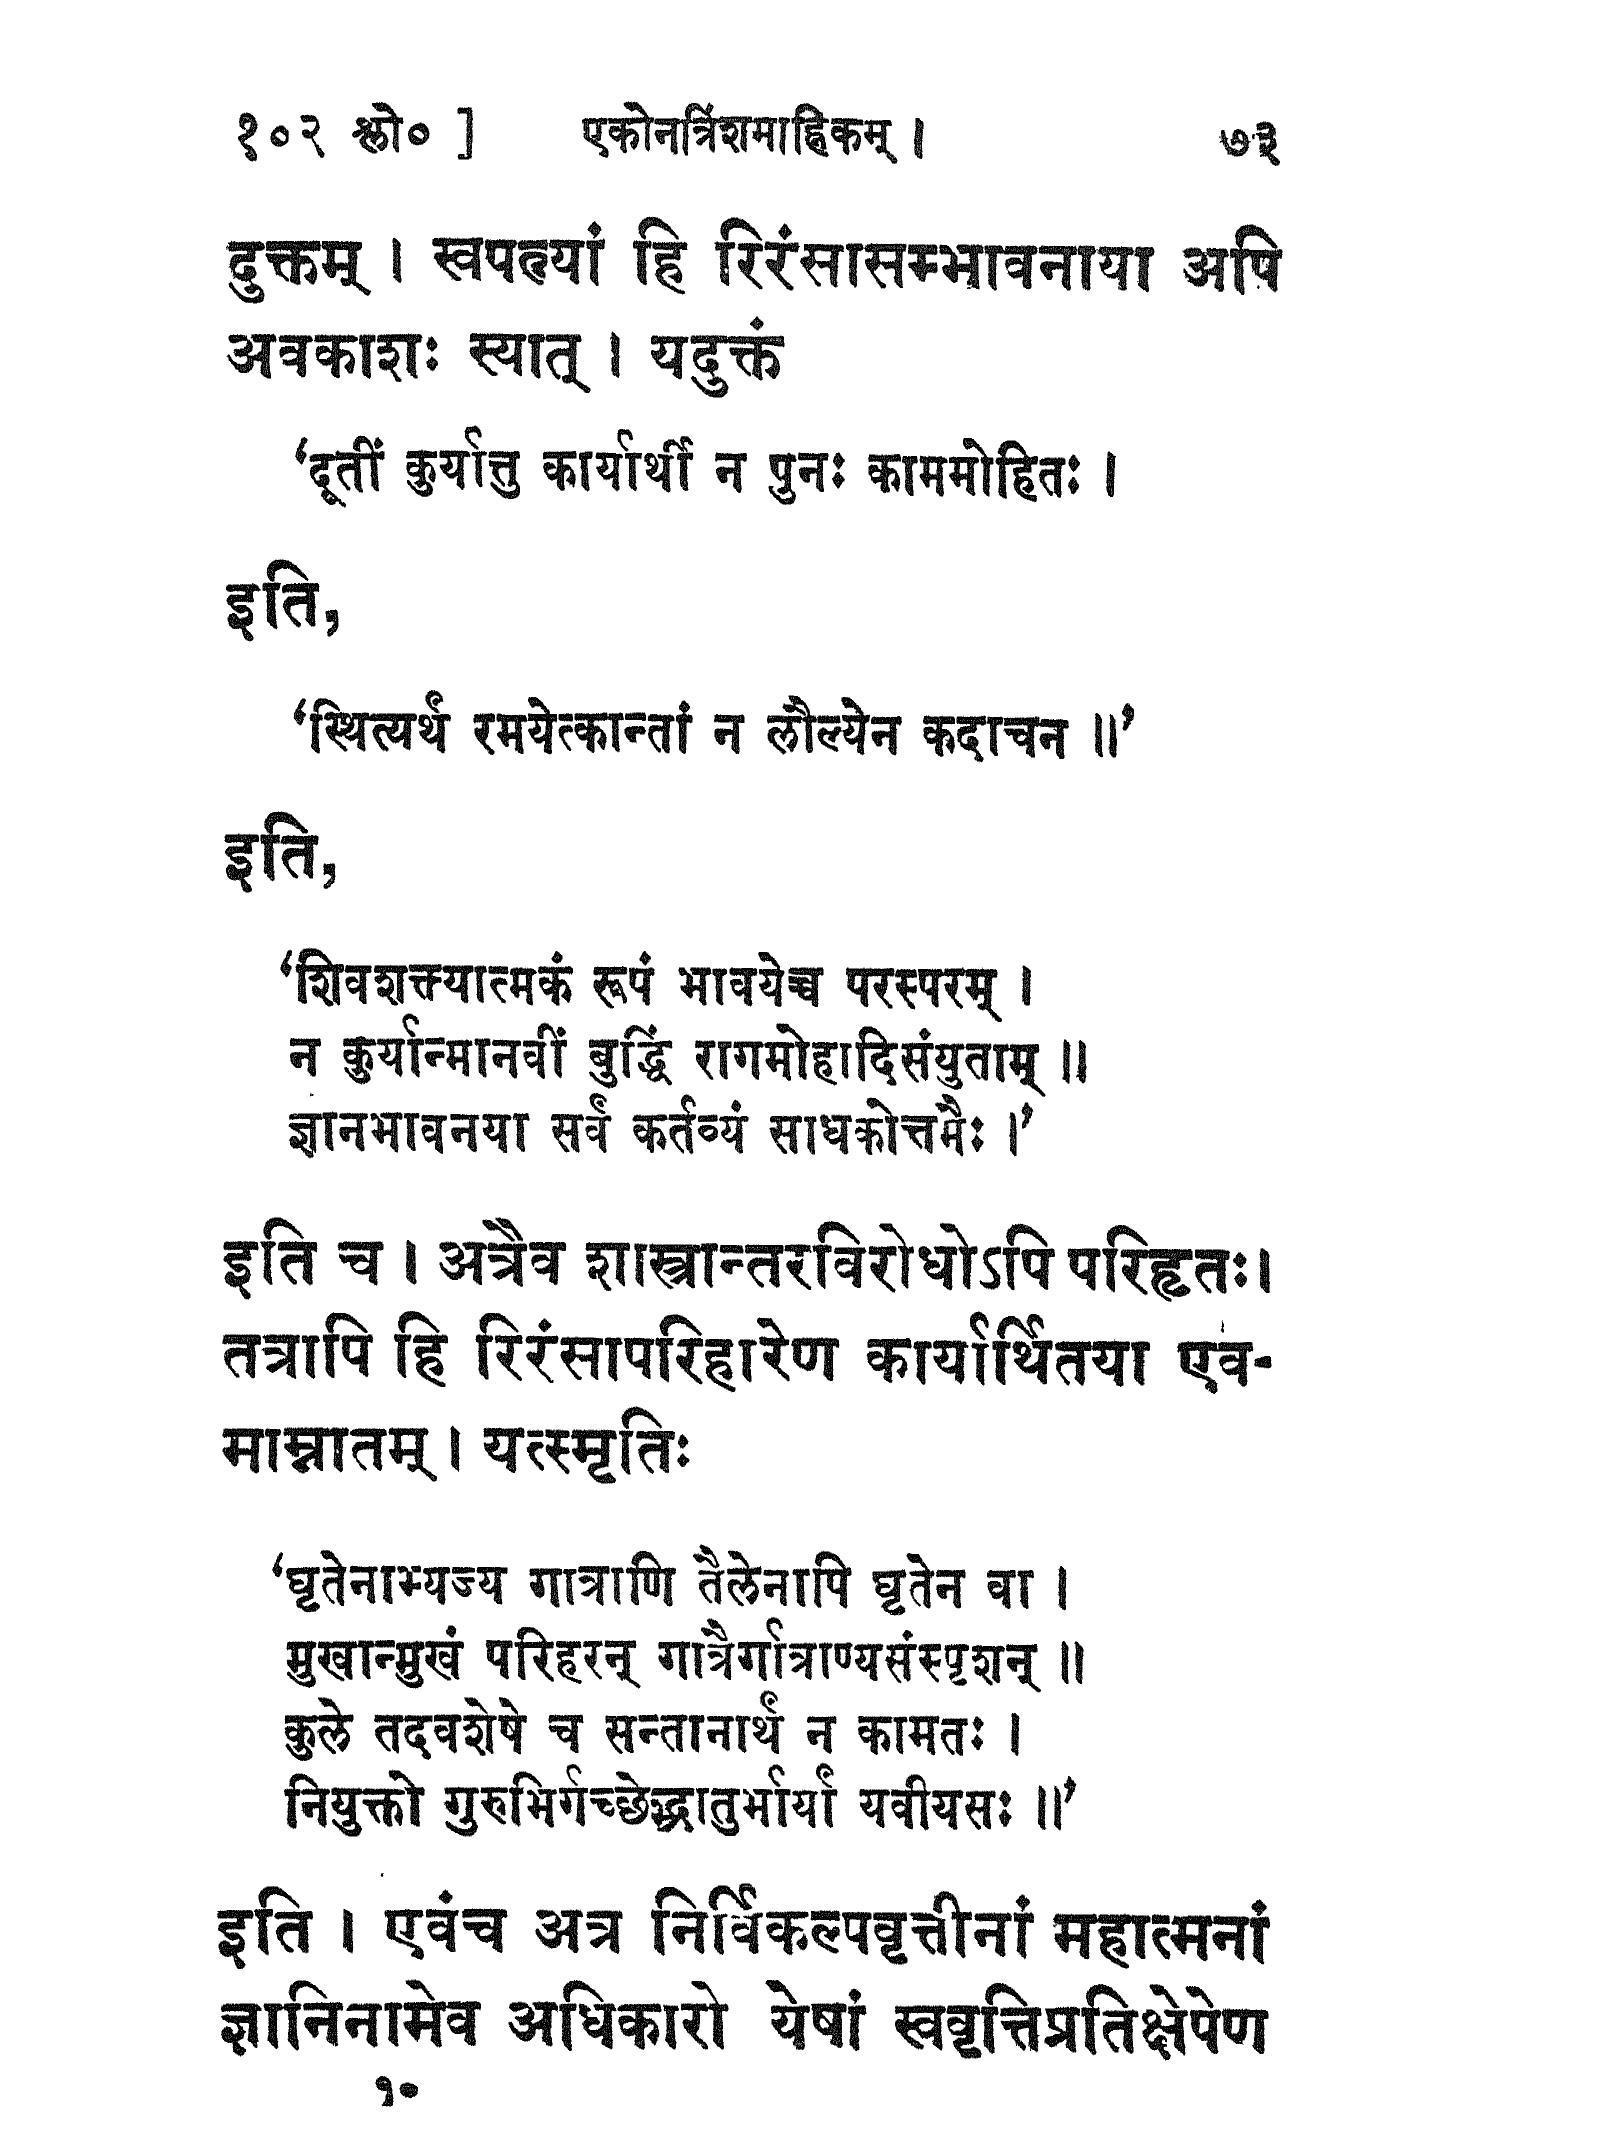 १०२ श्लो० ] एकोनत्रिंशमाह्निकम् । ७३
दुक्तम् । स्वपत्न्यां हि रिरंसासम्भावनाया अपि
अवकाशः स्यात् । यदुक्तं
‘दूतीं कुर्यात्तु कार्यार्थी न पुनः काममोहितः ।
इति,
‘स्थित्यर्थं रमयेत्कान्तां न लौल्येन कदाचन ॥’
इति,
‘शिवशक्त्यात्मकं रूपं भावयेच्च परस्परम् ।
न कुर्यान्मानवीं बुद्धिं रागमोहादिसंयुताम् ॥
ज्ञानभावनया सर्वं कर्तव्यं साधकोत्तमैः ।’
इति च । अत्रैव शास्त्रान्तरविरोधोऽपि परिहृतः।
तत्रापि हि रिरंसापरिहारेण कार्यार्थितया एव-
माम्नातम् । यत्स्मृतिः
‘घृतेनाभ्यज्य गात्राणि तैलेनापि घृतेन वा ।
मुखान्मुखं परिहरन् गात्रैर्गात्राण्यसंस्पृशन् ॥
कुले तदवशेषे च सन्तानार्थं न कामतः ।
नियुक्तो गुरुभिर्गच्छेद्भ्रातुर्भार्यां यवीयसः ॥’
इति । एवंच अत्र निर्विकल्पवृत्तीनां महात्मनां
ज्ञानिनामेव अधिकारो येषां स्ववृत्तिप्रतिक्षेपेण
१०